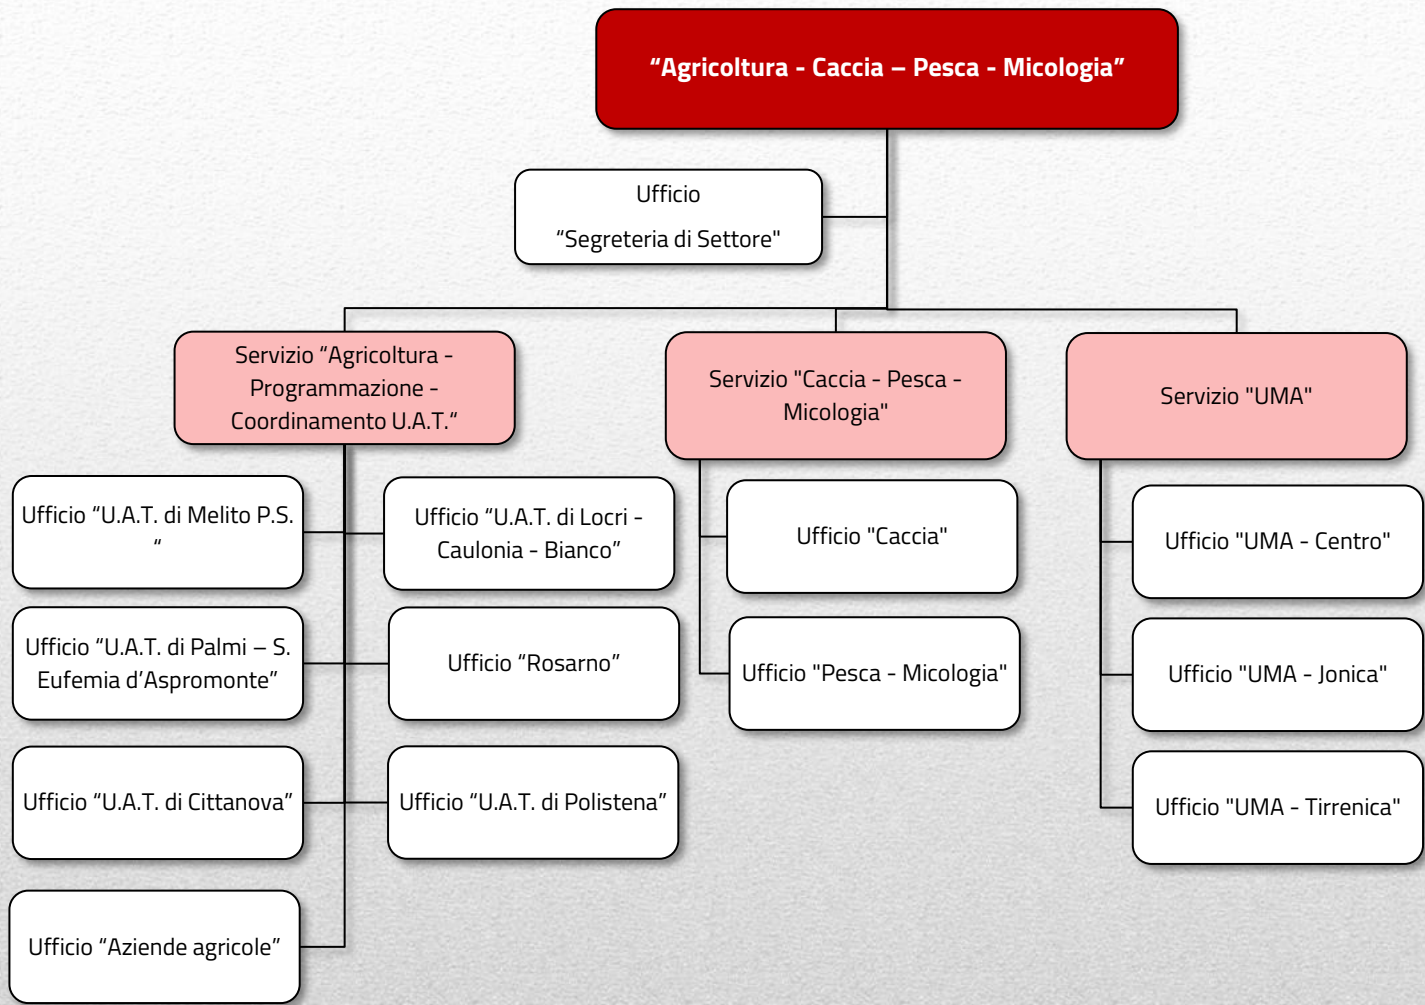 “Agricoltura - Caccia – Pesca - Micologia”
Ufficio
“Segreteria di Settore"
Servizio “Agricoltura -
Programmazione -
Coordinamento U.A.T.“
Servizio "Caccia - Pesca -
Micologia"
Servizio "UMA"
Ufficio “U.A.T. di Melito P.S.
“
Ufficio “U.A.T. di Locri -
Caulonia - Bianco”
Ufficio "Caccia"
Ufficio "UMA - Centro"
Ufficio “U.A.T. di Palmi – S.
Eufemia d’Aspromonte”
Ufficio “Rosarno”
Ufficio "Pesca - Micologia"
Ufficio "UMA - Jonica"
Ufficio “U.A.T. di Cittanova”
Ufficio “U.A.T. di Polistena”
Ufficio "UMA - Tirrenica"
Ufficio “Aziende agricole”